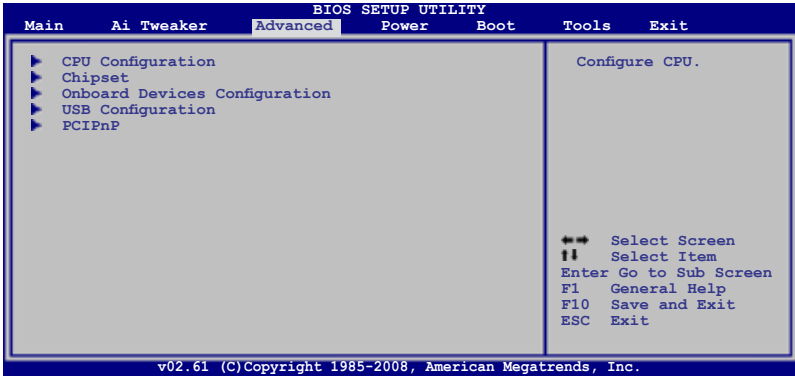 BIOS SETUP UTILITY
Main Ai Tweaker Advanced Power Boot Tools Exit
CPU Configuration
Chipset
Onboard Devices Configuration
USB Configuration
PCIPnP
Configure CPU.
Select Screen
Select Item
Enter Go to Sub Screen
F1 General Help
F10 Save and Exit
ESC Exit
v02.61 (C)Copyright 1985-2008, American Megatrends, Inc.